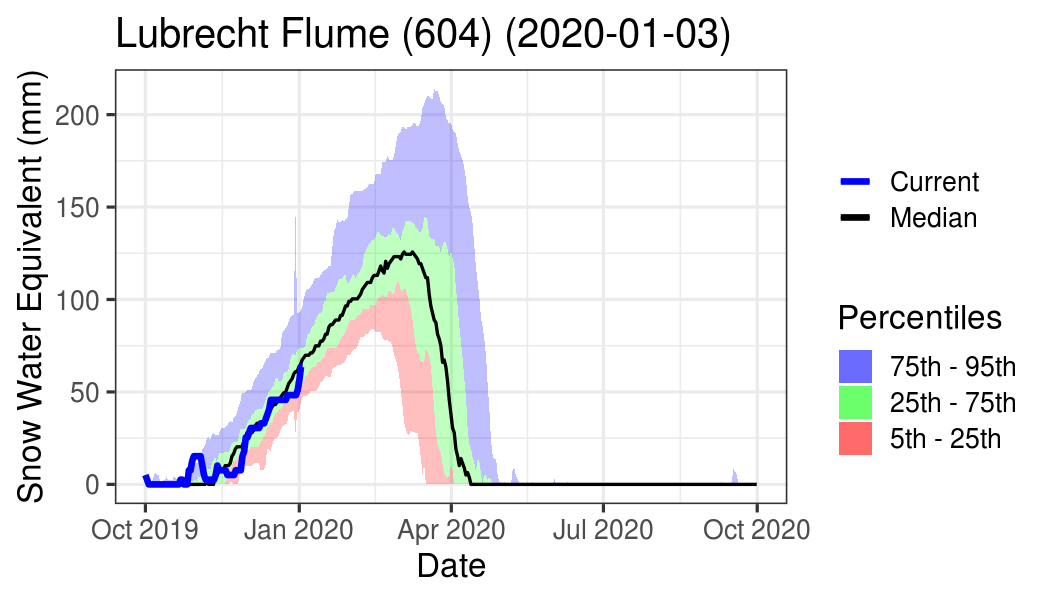 Lubrecht Flume (604) (2020-01-03)
Snow Water Equivalent (mm)
200
150
100
50
0
Oct 2019
Jan 2020
Apr 2020
Jul 2020
Oct 2020
Date
Current
Median
Percentiles
75th - 95th
25th - 75th
5th - 25th